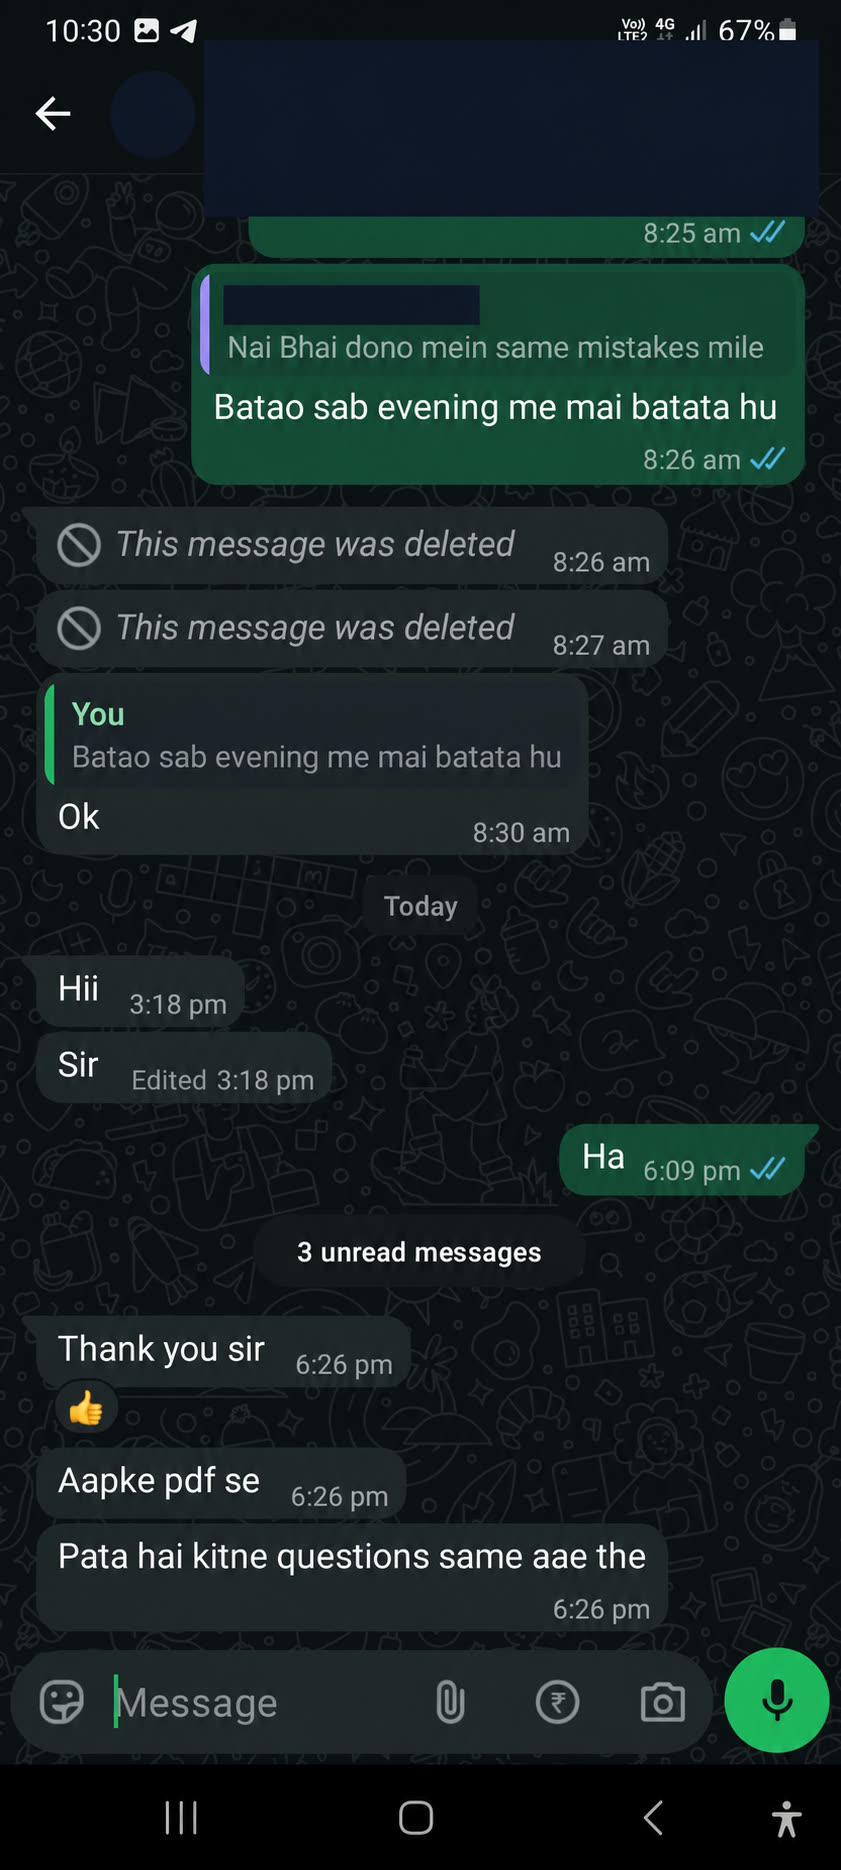 10:30
Vo)) 4G 67%
LTE2
8:25 am
Nai Bhai dono mein same mistakes mile
Batao sab evening me mai batata hu
8:26 am
This message was deleted 8:26 am
This message was deleted 8:27 am
You
Batao sab evening me mai batata hu
Ok
8:30 am
Today
Hii 3:18 pm
Sir Edited 3:18 pm
Ha 6:09 pm
3 unread messages
Thank you sir 6:26 pm
👍
Aapke pdf se 6:26 pm
Pata hai kitne questions same aae the
6:26 pm
Message